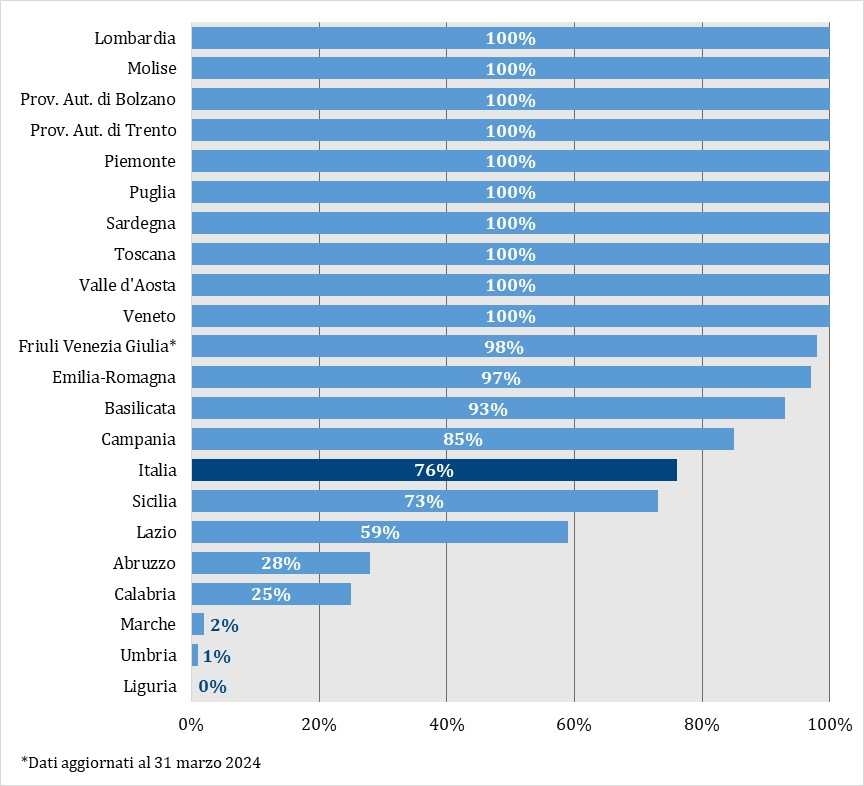 Lombardia 100%
Molise 100%
Prov. Aut. di Bolzano 100%
Prov. Aut. di Trento 100%
Piemonte 100%
Puglia 100%
Sardegna 100%
Toscana 100%
Valle d'Aosta 100%
Veneto 100%
Friuli Venezia Giulia* 98%
Emilia-Romagna 97%
Basilicata 93%
Campania 85%
Italia 76%
Sicilia 73%
Lazio 59%
Abruzzo 28%
Calabria 25%
Marche 2%
Umbria 1%
Liguria 0%
0% 20% 40% 60% 80% 100%
*Dati aggiornati al 31 marzo 2024